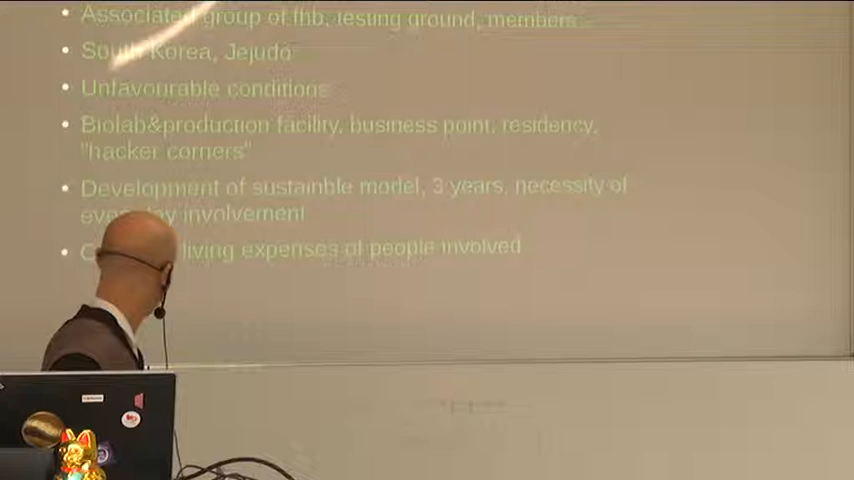 Associated group of fhb, testing ground, members
South Korea, Jejudo
Unfavourable conditions
Biolab&production facility, business point, residency,
"hacker corners"
Development of sustainble model, 3 years, necessity of
involvement
living expenses of people involved